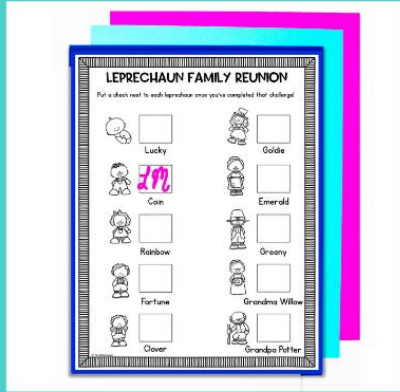 LEPRECHAUN FAMILY REUNION
Put a check next to each leprechaun once you've completed that challenge!
Lucky
Goldie
Coin
Emerald
Rainbow
Greeny
Fortune
Grandma Willow
Clover
Grandpa Potter